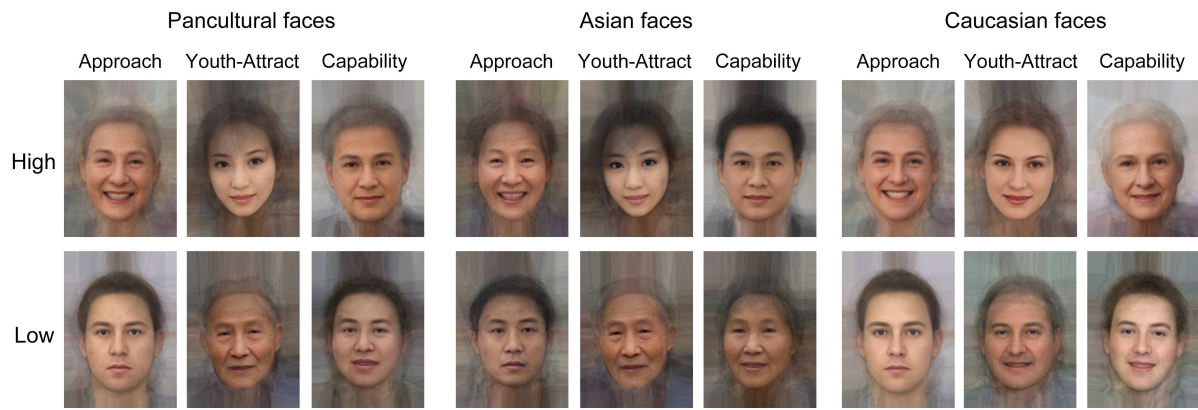 Pancultural faces Asian faces Caucasian faces
Approach Youth-Attract Capability Approach Youth-Attract Capability Approach Youth-Attract Capability
High
Low